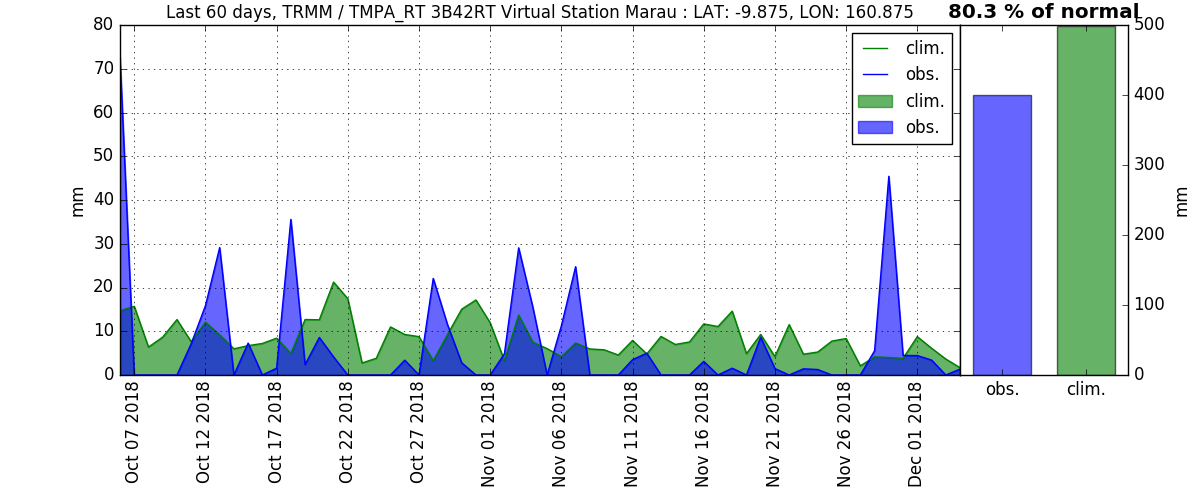 Last 60 days, TRMM / TMPA_RT 3B42RT Virtual Station Marau : LAT: -9.875, LON: 160.875
80.3 % of normal
80
70
60
50
40
30
20
10
0
mm
clim.
obs.
clim.
obs.
500
400
300
200
100
0
mm
obs.
clim.
Oct 07 2018
Oct 12 2018
Oct 17 2018
Oct 22 2018
Oct 27 2018
Nov 01 2018
Nov 06 2018
Nov 11 2018
Nov 16 2018
Nov 21 2018
Nov 26 2018
Dec 01 2018